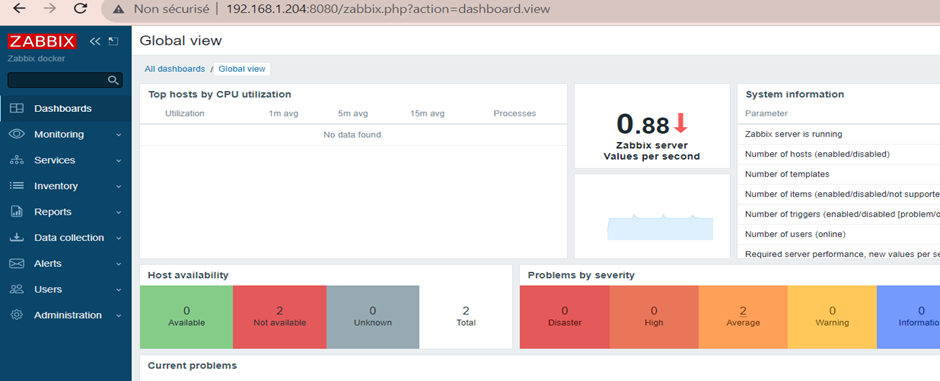 Non sécurisé | 192.168.1.204:8080/zabbix.php?action=dashboard.view
ZABBIX
Zabbix docker
Dashboards
Monitoring
Services
Inventory
Reports
Data collection
Alerts
Users
Administration
Global view
All dashboards / Global view
Top hosts by CPU utilization
Utilization 1m avg 5m avg 15m avg Processes
No data found.
0.88
Zabbix server
Values per second
System information
Parameter
Zabbix server is running
Number of hosts (enabled/disabled)
Number of templates
Number of items (enabled/disabled/not supporte
Number of triggers (enabled/disabled [problem/o
Number of users (online)
Required server performance, new values per se
Host availability
0 Available
2 Not available
0 Unknown
2 Total
Problems by severity
0 Disaster
0 High
2 Average
0 Warning
0 Informatio
Current problems